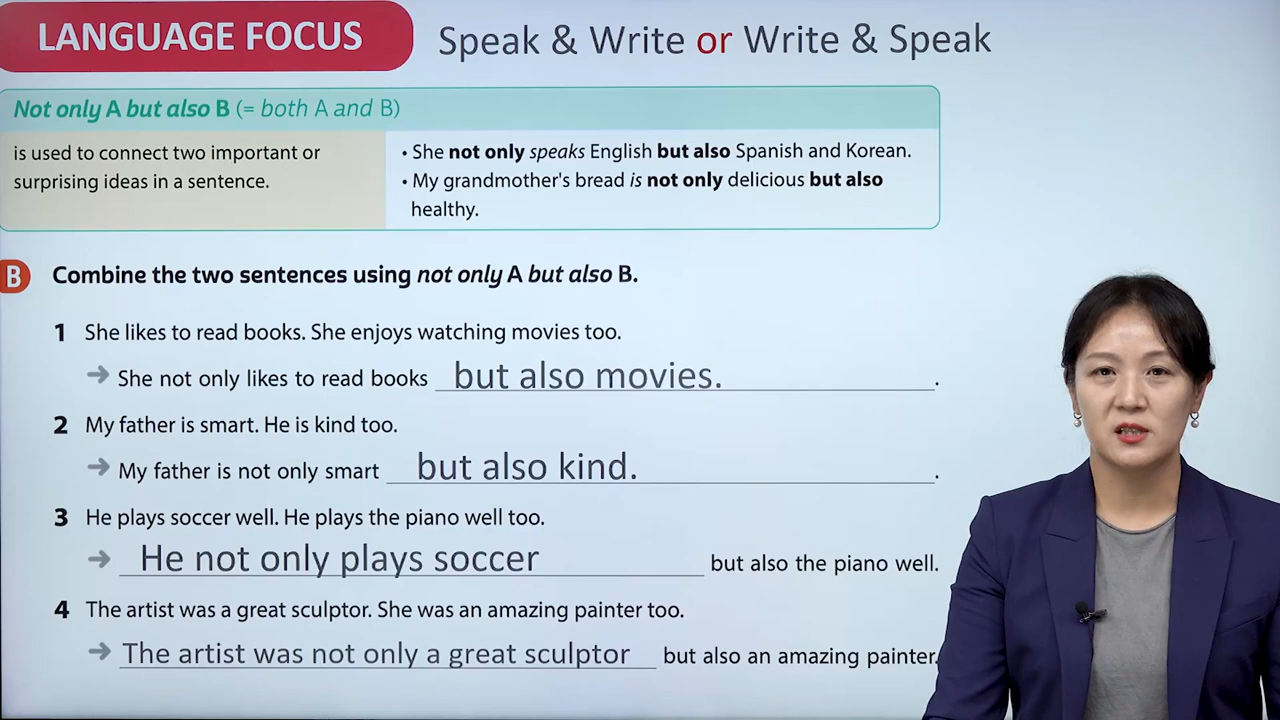 LANGUAGE FOCUS
Speak & Write or Write & Speak
Not only A but also B (= both A and B)
is used to connect two important or
surprising ideas in a sentence.
• She not only speaks English but also Spanish and Korean.
• My grandmother's bread is not only delicious but also
healthy.
B Combine the two sentences using not only A but also B.
1 She likes to read books. She enjoys watching movies too.
→ She not only likes to read books but also movies. .
2 My father is smart. He is kind too.
→ My father is not only smart but also kind. .
3 He plays soccer well. He plays the piano well too.
→ He not only plays soccer but also the piano well.
4 The artist was a great sculptor. She was an amazing painter too.
→ The artist was not only a great sculptor but also an amazing painter.